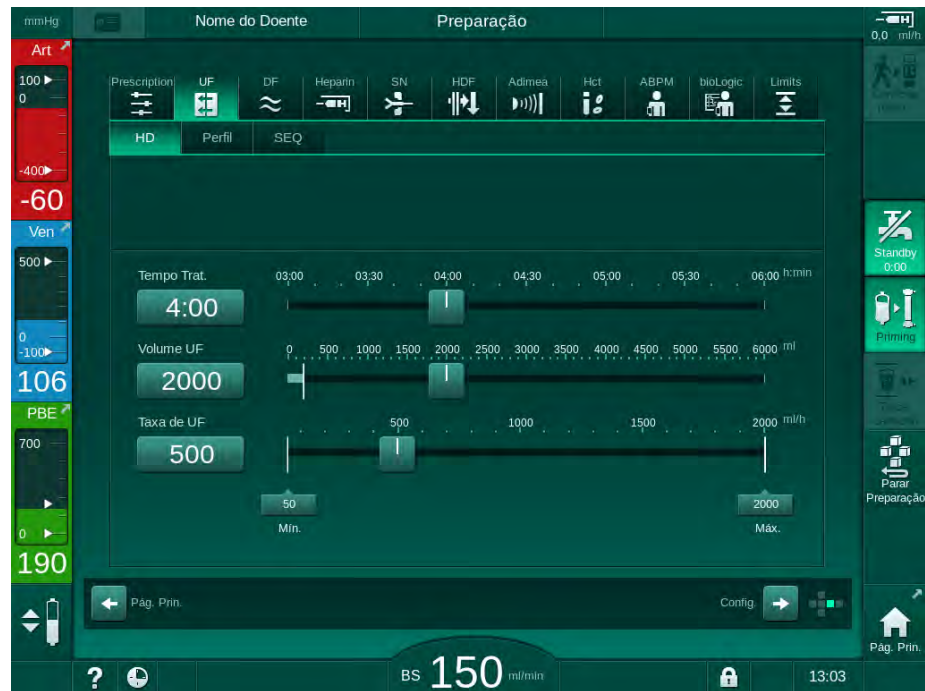 mmHg Nome do Doente Preparação 0,0 ml/h
Art
100
0
-400
-60
Ven
500
0
-100
106
PBE
700
0
190
Prescription UF DF Heparin SN HDF Adimea Hct ABPM bioLogic Limits
HD Perfil SEQ
Tempo Trat. 03:00 03:30 04:00 04:30 05:00 05:30 06:00 h:min
4:00
Volume UF 0 500 1000 1500 2000 2500 3000 3500 4000 4500 5000 5500 6000 ml
2000
Taxa de UF 500 1000 1500 2000 ml/h
500
50 2000
Mín. Máx.
Pág. Prin. Config.
Standby
0:00
Priming
Parar
Preparação
Pág. Prin.
? BS 150 ml/min 13:03